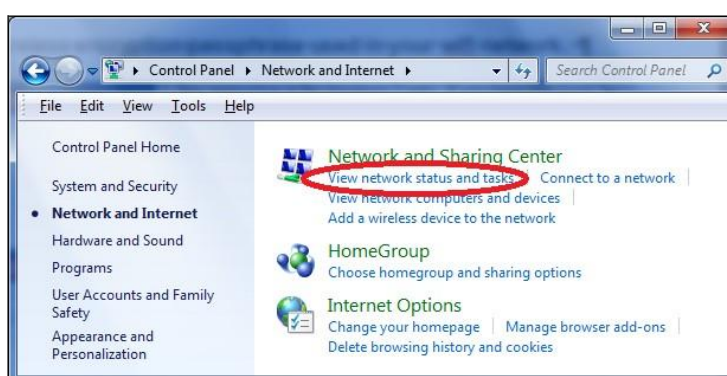 Control Panel ▸ Network and Internet ▸
Search Control Panel
File Edit View Tools Help
Control Panel Home
System and Security
Network and Internet
Hardware and Sound
Programs
User Accounts and Family
Safety
Appearance and
Personalization
Network and Sharing Center
View network status and tasks Connect to a network
View network computers and devices
Add a wireless device to the network
HomeGroup
Choose homegroup and sharing options
Internet Options
Change your homepage Manage browser add-ons
Delete browsing history and cookies